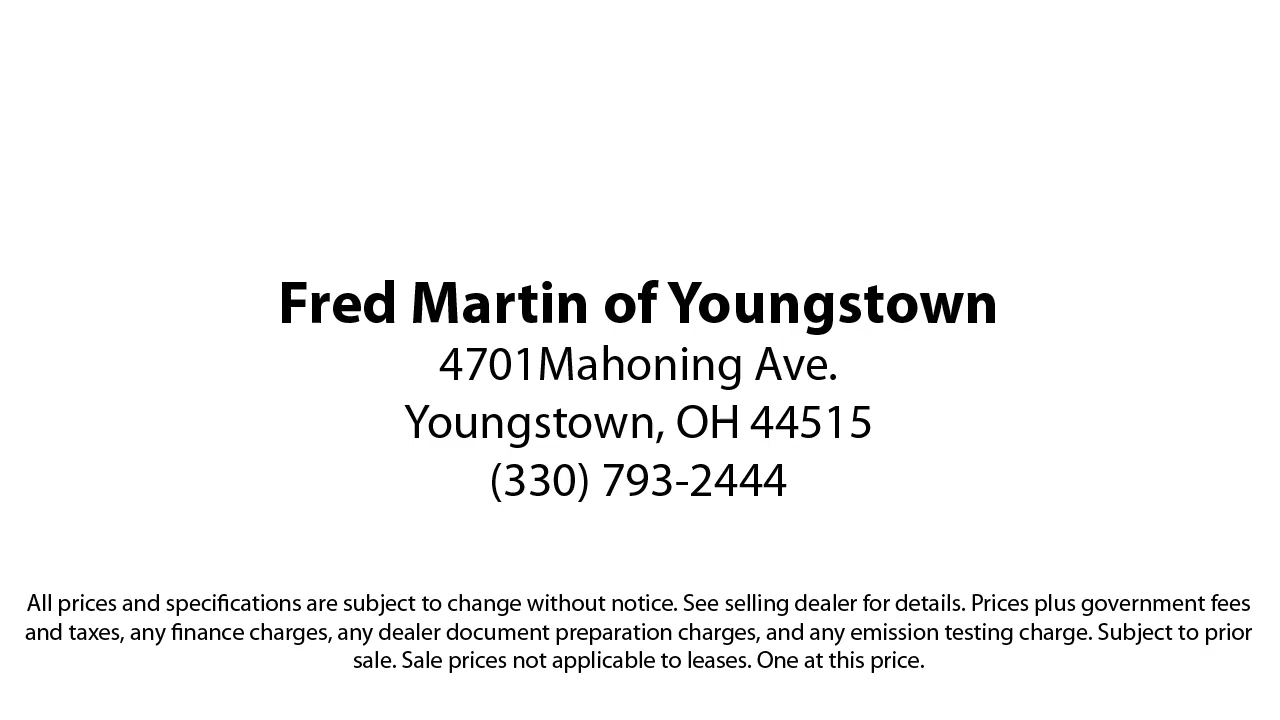 Fred Martin of Youngstown
4701Mahoning Ave.
Youngstown, OH 44515
(330) 793-2444
All prices and specifications are subject to change without notice. See selling dealer for details. Prices plus government fees
and taxes, any finance charges, any dealer document preparation charges, and any emission testing charge. Subject to prior
sale. Sale prices not applicable to leases. One at this price.